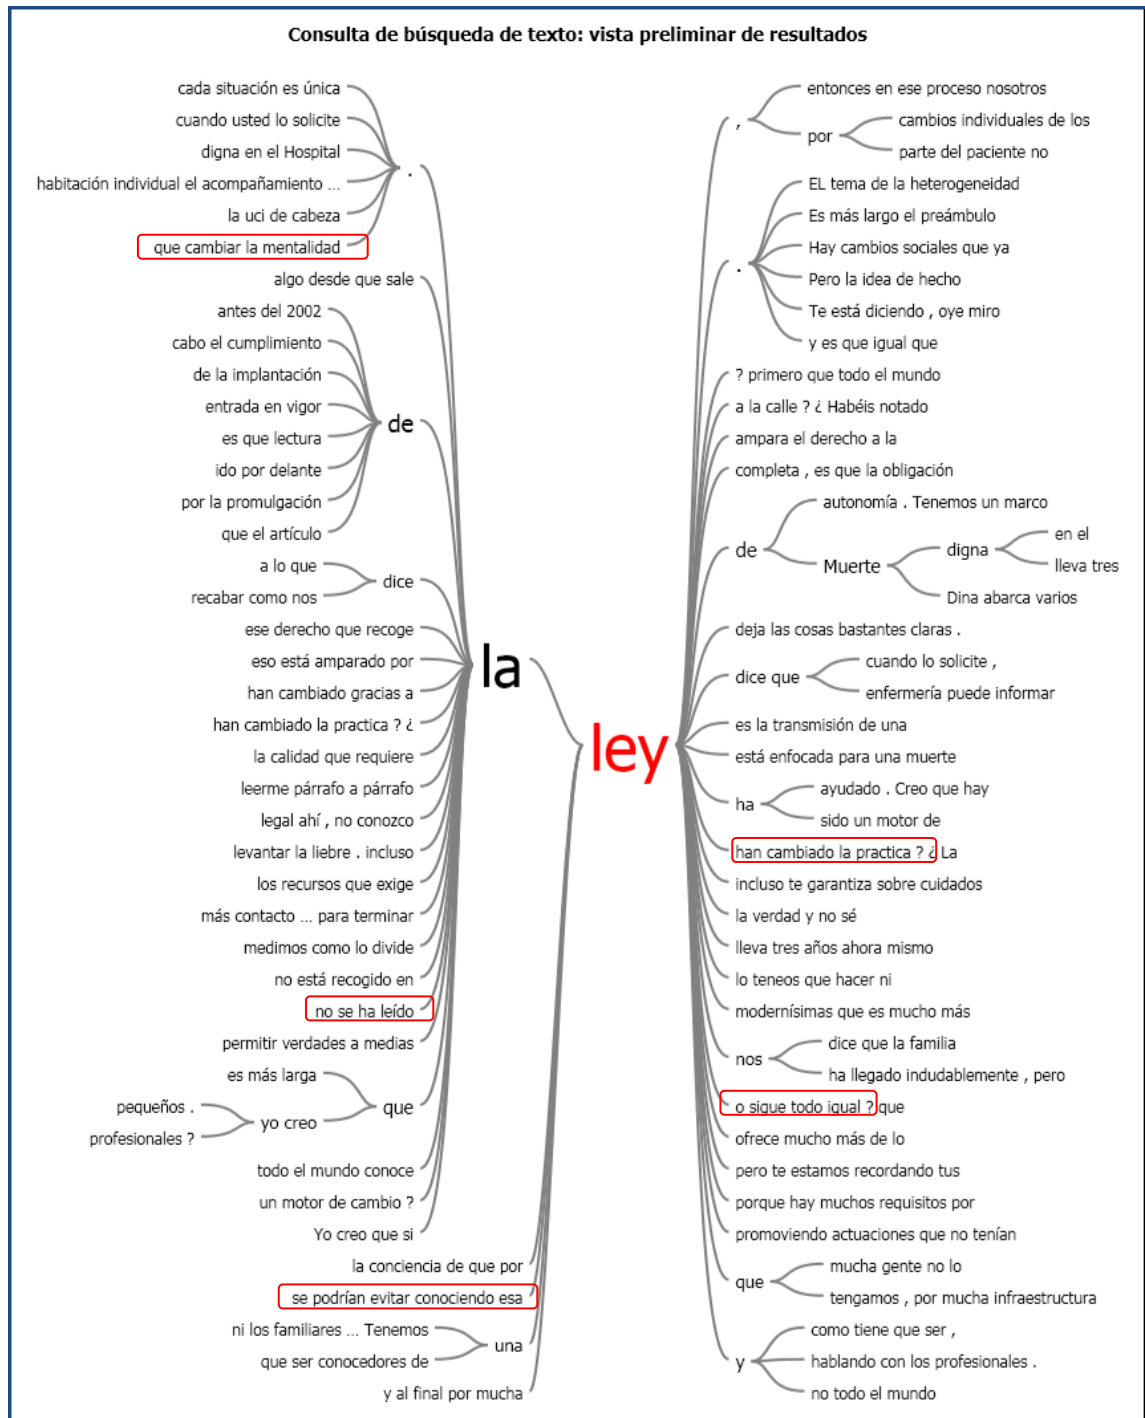 Consulta de búsqueda de texto: vista preliminar de resultados
cada situación es única
cuando usted lo solicite
digna en el Hospital
habitación individual el acompañamiento ...
la uci de cabeza
que cambiar la mentalidad
.
algo desde que sale
antes del 2002
cabo el cumplimiento
de la implantación
entrada en vigor
es que lectura
ido por delante
por la promulgación
que el artículo
de
a lo que
recabar como nos
dice
ese derecho que recoge
eso está amparado por
han cambiado gracias a
han cambiado la practica ? ¿
la calidad que requiere
leerme párrafo a párrafo
legal ahí , no conozco
levantar la liebre . incluso
los recursos que exige
más contacto ... para terminar
medimos como lo divide
no está recogido en
no se ha leído
permitir verdades a medias
es más larga
pequeños .
profesionales ?
yo creo
que
todo el mundo conoce
un motor de cambio ?
Yo creo que si
la
la conciencia de que por
se podrían evitar conociendo esa
ni los familiares ... Tenemos
que ser conocedores de
una
y al final por mucha
ley
,
entonces en ese proceso nosotros
por
cambios individuales de los
parte del paciente no
.
EL tema de la heterogeneidad
Es más largo el preámbulo
Hay cambios sociales que ya
Pero la idea de hecho
Te está diciendo , oye miro
y es que igual que
? primero que todo el mundo
a la calle ? ¿ Habéis notado
ampara el derecho a la
completa , es que la obligación
de
autonomía . Tenemos un marco
Muerte
digna
en el
lleva tres
Dina abarca varios
deja las cosas bastantes claras .
dice que
cuando lo solicite ,
enfermería puede informar
es la transmisión de una
está enfocada para una muerte
ha
ayudado . Creo que hay
sido un motor de
han cambiado la practica ? ¿ La
incluso te garantiza sobre cuidados
la verdad y no sé
lleva tres años ahora mismo
lo teneos que hacer ni
modernísimas que es mucho más
nos
dice que la familia
ha llegado indudablemente , pero
o sigue todo igual ? que
ofrece mucho más de lo
pero te estamos recordando tus
porque hay muchos requisitos por
promoviendo actuaciones que no tenían
que
mucha gente no lo
tengamos , por mucha infraestructura
y
como tiene que ser ,
hablando con los profesionales .
no todo el mundo